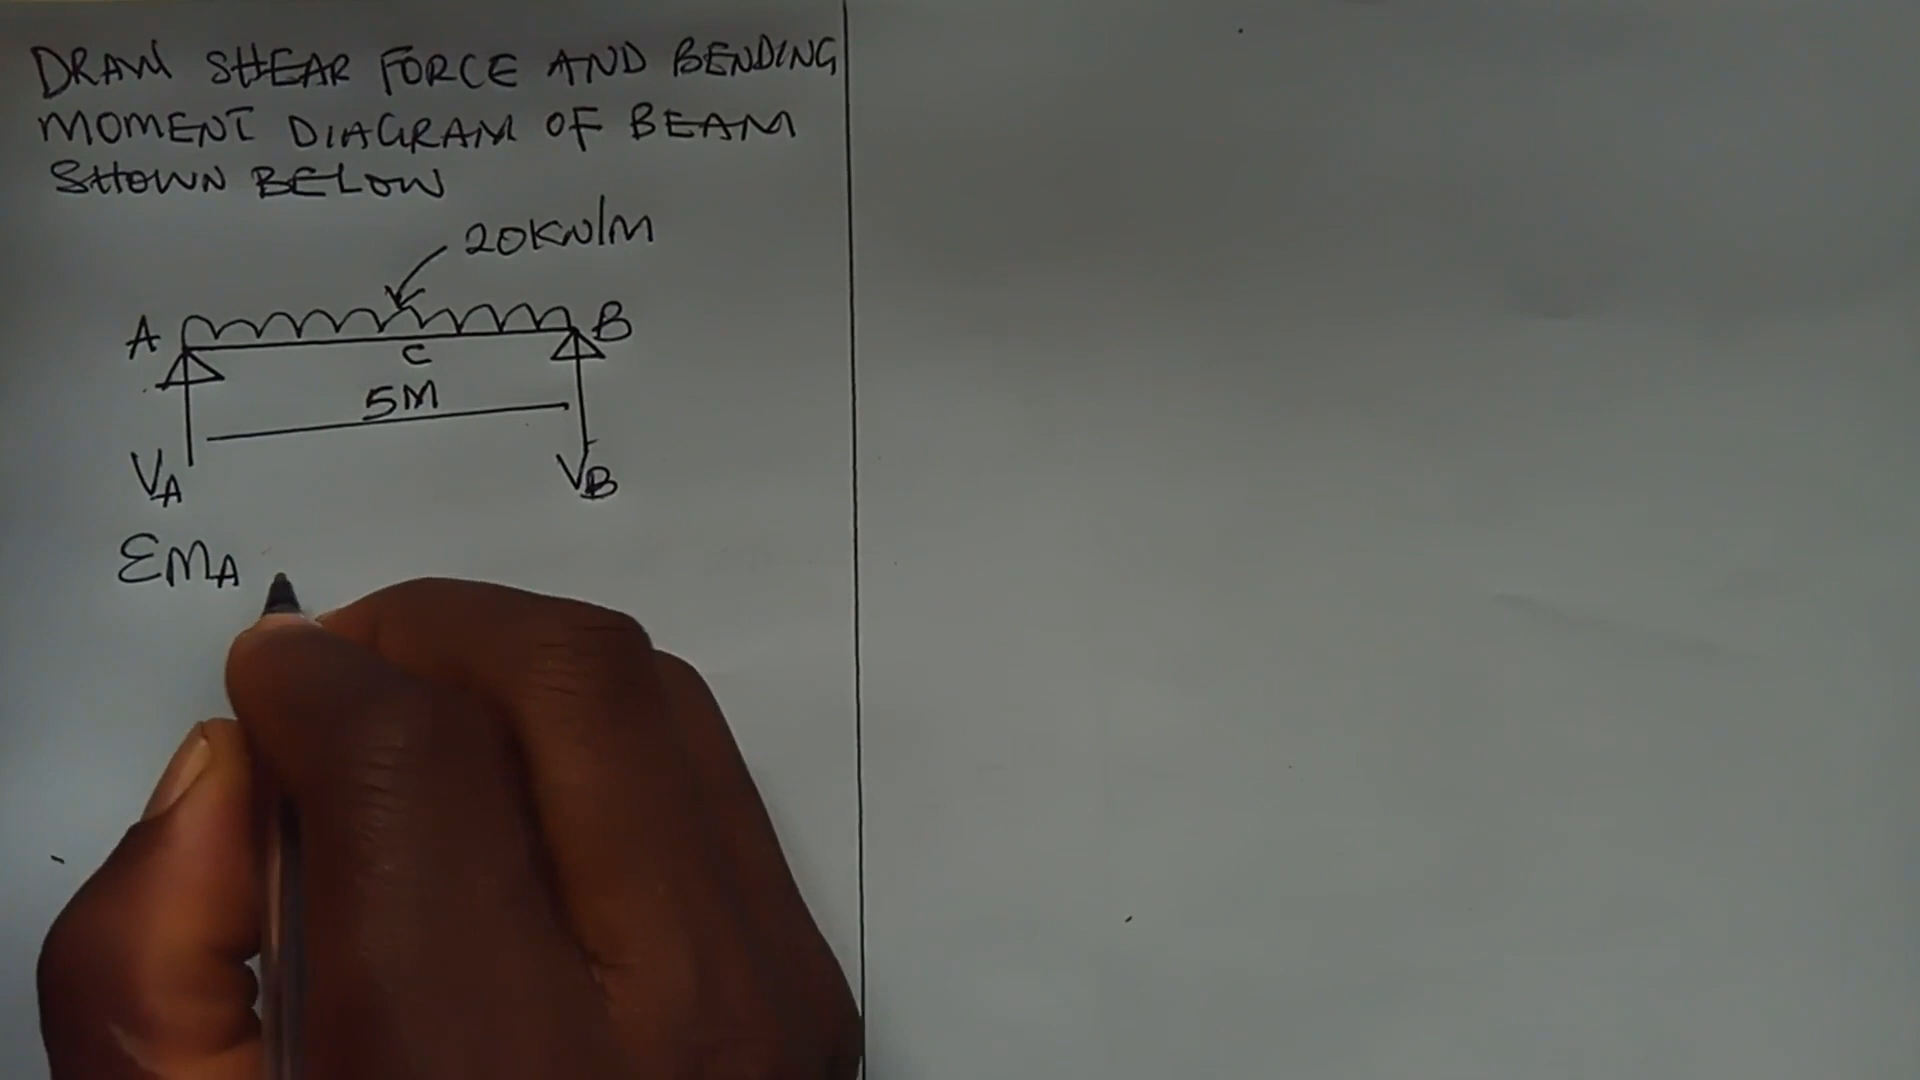 DRAW SHEAR FORCE AND BENDING
MOMENT DIAGRAM OF BEAM
SHOWN BELOW
20KN/M
A
B
C
5M
VA
VB
ΣMA